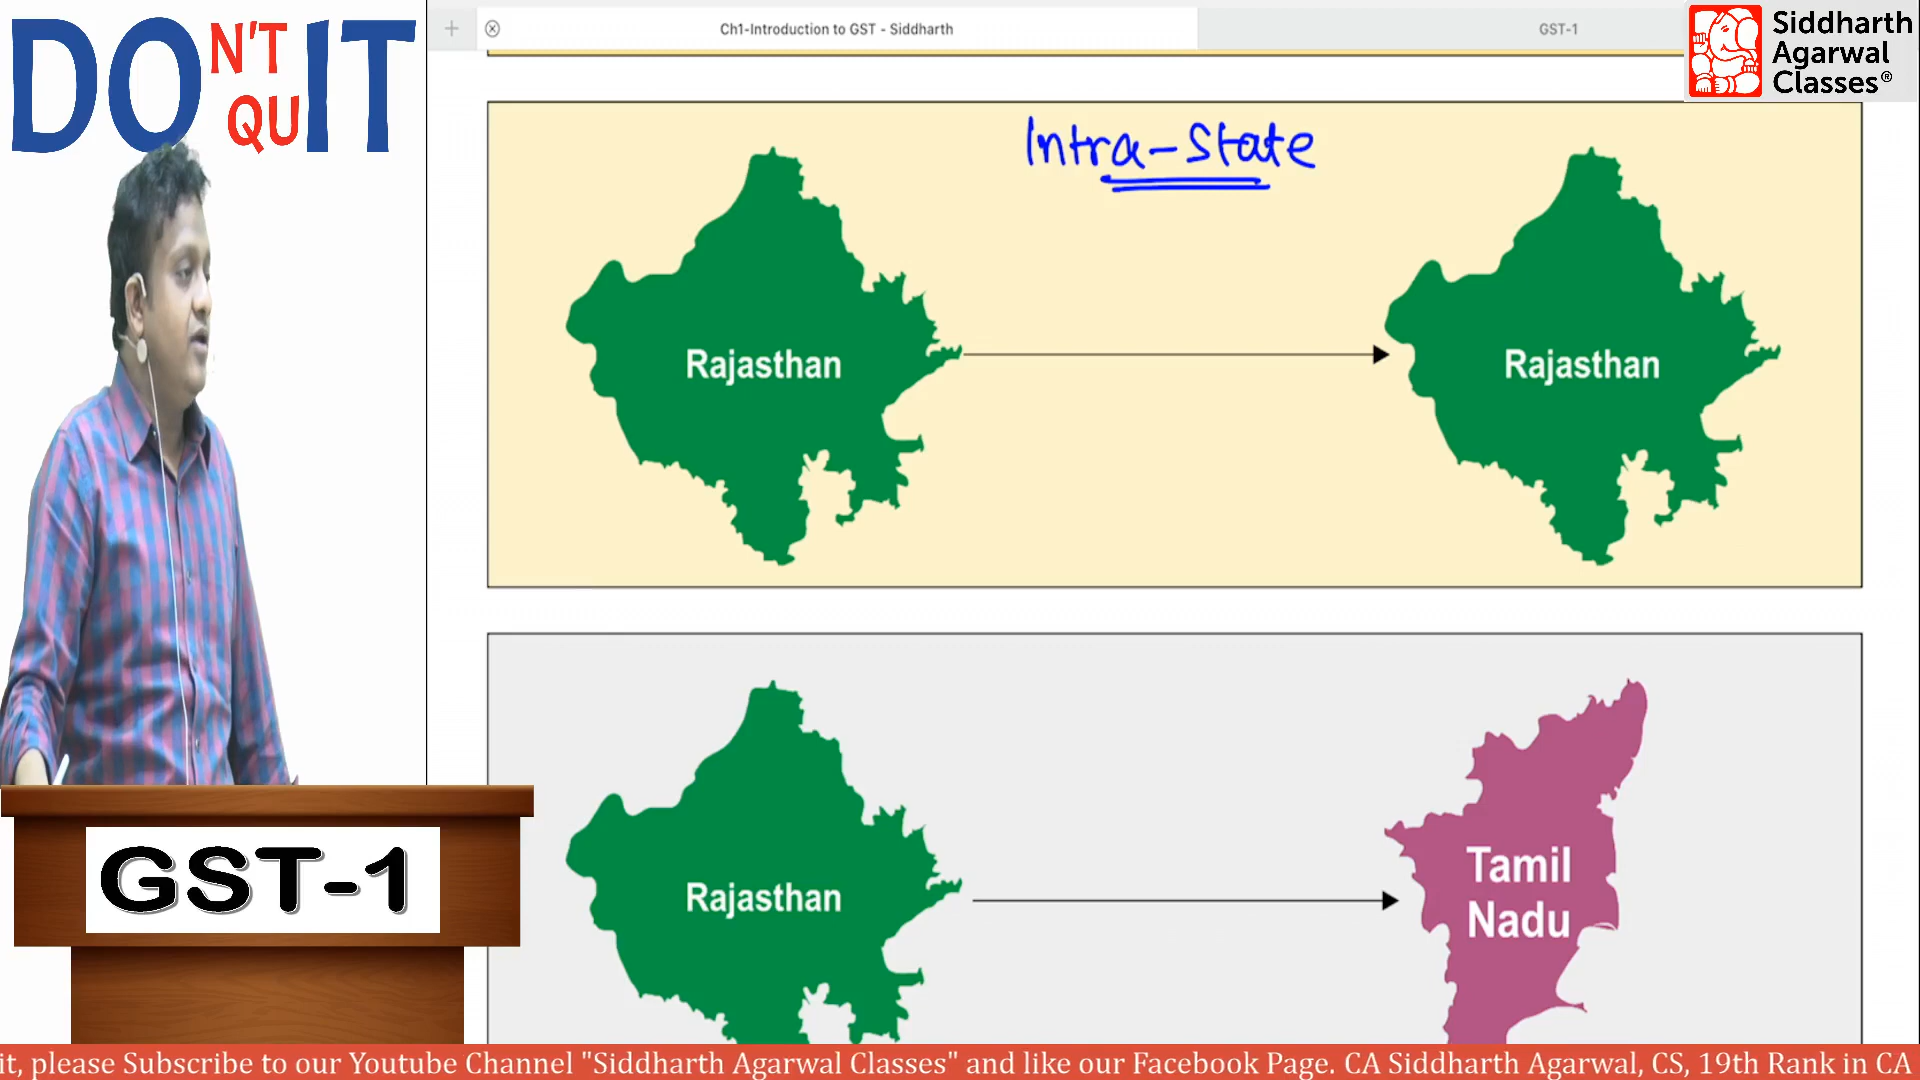 DON'T
QUIT
Ch1-Introduction to GST - Siddharth
GST-1
Siddharth
Agarwal
Classes®
Intra-State
Rajasthan
Rajasthan
Rajasthan
Tamil
Nadu
GST-1
it, please Subscribe to our Youtube Channel "Siddharth Agarwal Classes" and like our Facebook Page. CA Siddharth Agarwal, CS, 19th Rank in CA